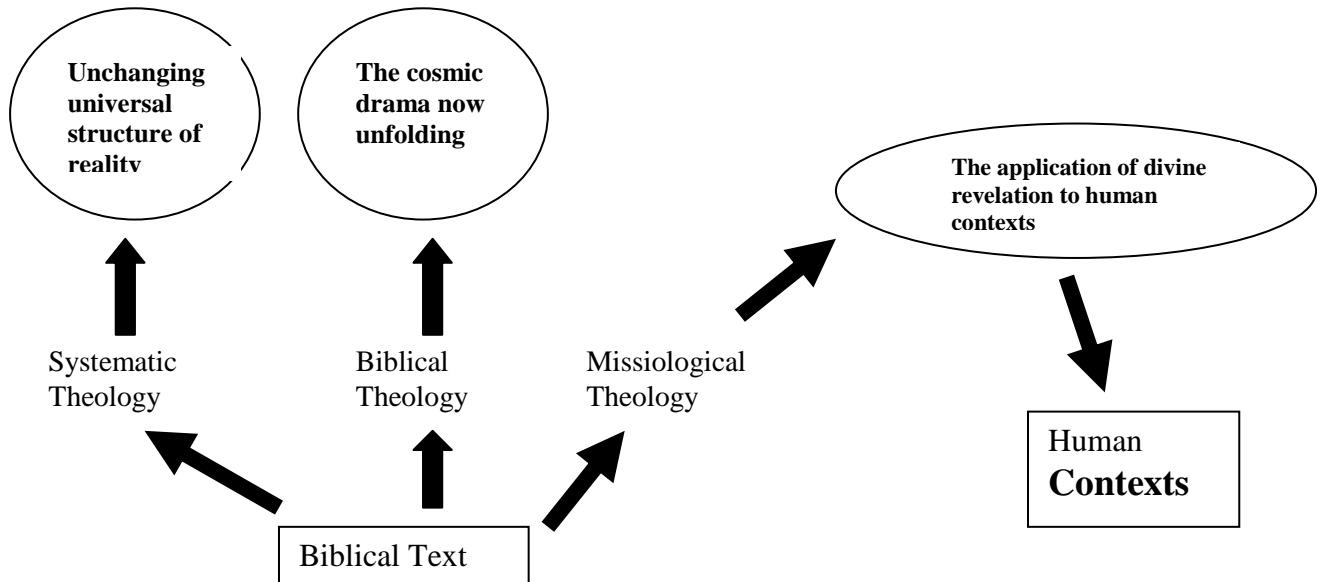 Unchanging
universal
structure of
reality
The cosmic
drama now
unfolding
The application of divine
revelation to human
contexts
Systematic
Theology
Biblical
Theology
Missiological
Theology
Human
Contexts
Biblical Text